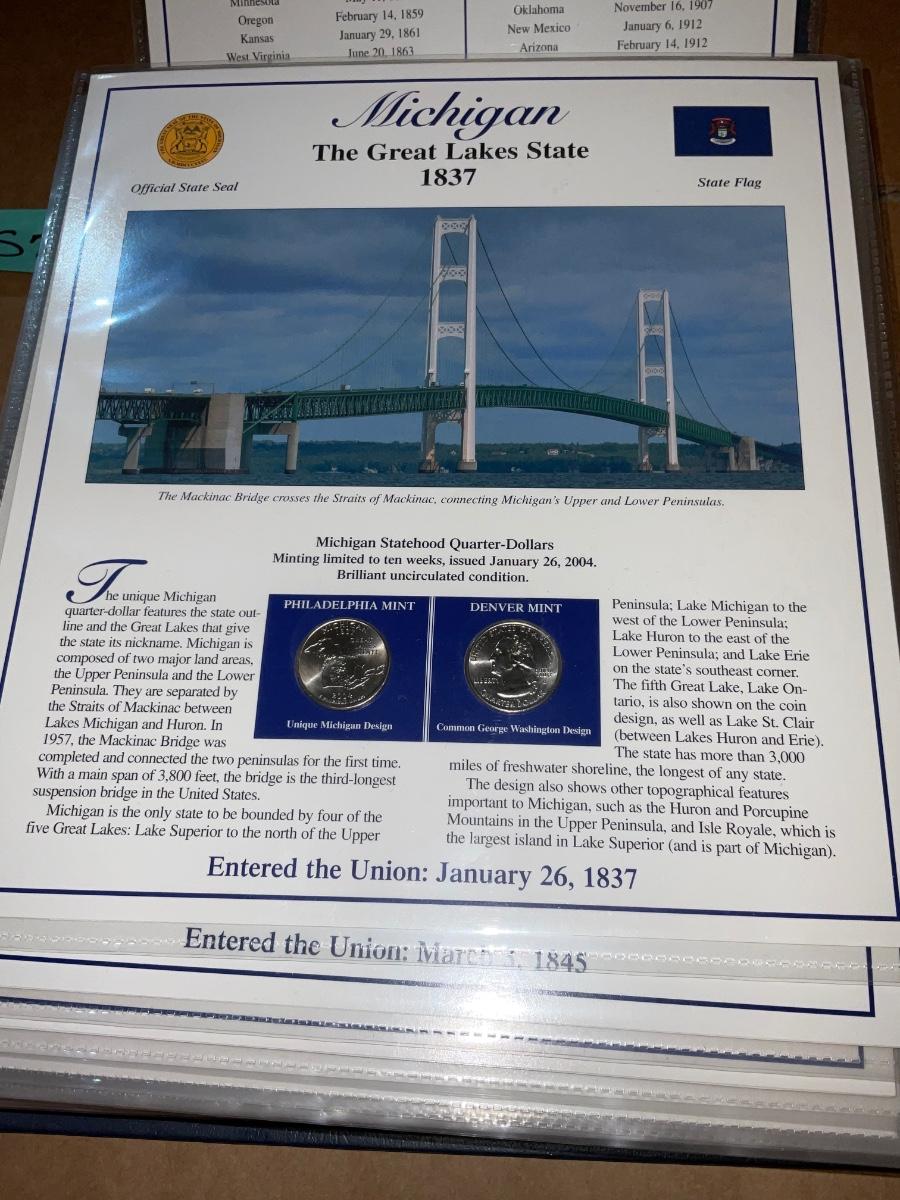 Minnesota
Oregon February 14, 1859
Kansas January 29, 1861
West Virginia June 20, 1863
Oklahoma November 16, 1907
New Mexico January 6, 1912
Arizona February 14, 1912
Michigan
The Great Lakes State
1837
Official State Seal
State Flag
The Mackinac Bridge crosses the Straits of Mackinac, connecting Michigan's Upper and Lower Peninsulas.
Michigan Statehood Quarter-Dollars
Minting limited to ten weeks, issued January 26, 2004.
Brilliant uncirculated condition.
The unique Michigan
quarter-dollar features the state out-
line and the Great Lakes that give
the state its nickname. Michigan is
composed of two major land areas,
the Upper Peninsula and the Lower
Peninsula. They are separated by
the Straits of Mackinac between
Lakes Michigan and Huron. In
1957, the Mackinac Bridge was
completed and connected the two peninsulas for the first time.
With a main span of 3,800 feet, the bridge is the third-longest
suspension bridge in the United States.
Michigan is the only state to be bounded by four of the
five Great Lakes: Lake Superior to the north of the Upper
PHILADELPHIA MINT
Unique Michigan Design
DENVER MINT
LIBERTY
QUARTER DOLLAR
Common George Washington Design
Peninsula; Lake Michigan to the
west of the Lower Peninsula;
Lake Huron to the east of the
Lower Peninsula; and Lake Erie
on the state's southeast corner.
The fifth Great Lake, Lake On-
tario, is also shown on the coin
design, as well as Lake St. Clair
(between Lakes Huron and Erie).
The state has more than 3,000
miles of freshwater shoreline, the longest of any state.
The design also shows other topographical features
important to Michigan, such as the Huron and Porcupine
Mountains in the Upper Peninsula, and Isle Royale, which is
the largest island in Lake Superior (and is part of Michigan).
Entered the Union: January 26, 1837
Entered the Union: March 3, 1845